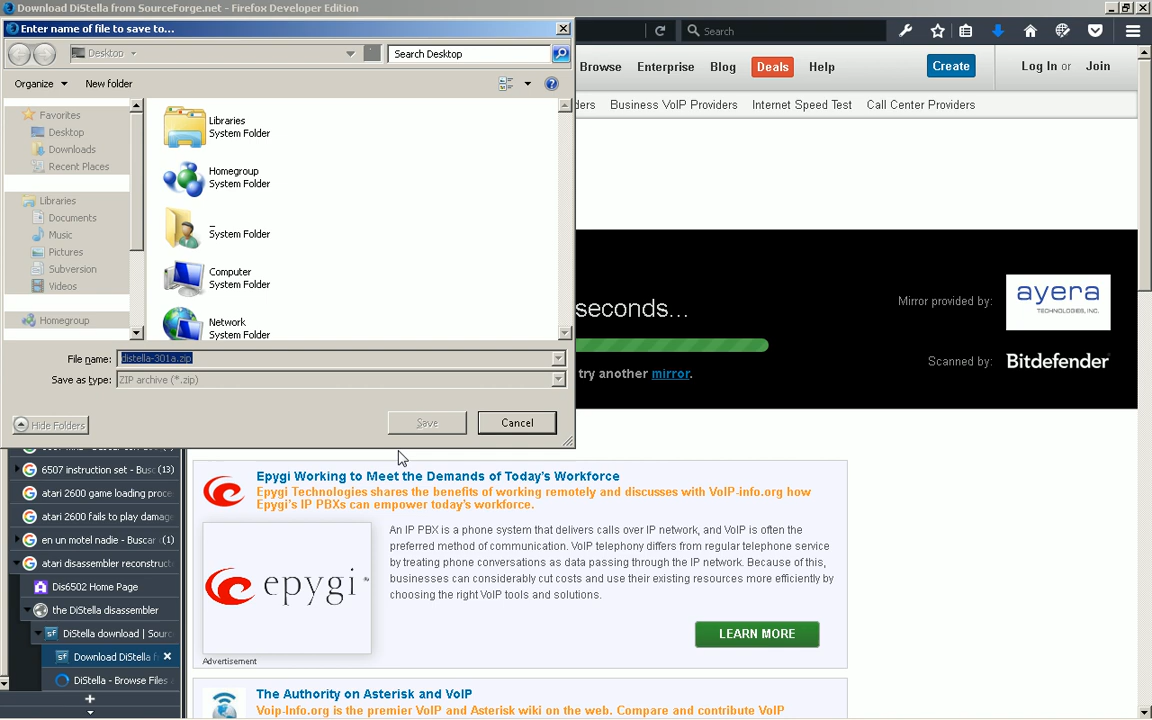 Download DiStella from SourceForge.net - Firefox Developer Edition
Enter name of file to save to...
Desktop
Search Desktop
Search
Organize
New folder
Browse
Enterprise
Blog
Deals
Help
Create
Log In or Join
ders
Business VoIP Providers
Internet Speed Test
Call Center Providers
Favorites
Desktop
Downloads
Recent Places
Libraries
Documents
Music
Pictures
Subversion
Videos
Homegroup
Libraries
System Folder
Homegroup
System Folder
_
System Folder
Computer
System Folder
Network
System Folder
File name:
distella-301a.zip
Save as type:
ZIP archive (*.zip)
Hide Folders
Save
Cancel
seconds...
try another mirror.
Mirror provided by:
ayera
TECHNOLOGIES, INC.
Scanned by:
Bitdefender
6507 instruction set - Busc (13)
atari 2600 game loading proce
atari 2600 fails to play damage
en un motel nadie - Buscar (1)
atari disassembler reconstruct
Dis6502 Home Page
the DiStella disassembler
DiStella download | Sourc
Download DiStella f
DiStella - Browse Files
Epygi Working to Meet the Demands of Today's Workforce
Epygi Technologies shares the benefits of working remotely and discusses with VoIP-info.org how
Epygi's IP PBXs can empower today's workforce.
epygi
An IP PBX is a phone system that delivers calls over IP network, and VoIP is often the
preferred method of communication. VoIP telephony differs from regular telephone service
by treating phone conversations as data passing through the IP network. Because of this,
businesses can considerably cut costs and use their existing resources more efficiently by
choosing the right VoIP tools and solutions.
LEARN MORE
Advertisement
The Authority on Asterisk and VoIP
Voip-Info.org is the premier VoIP and Asterisk wiki on the web. Compare and contribute VoIP